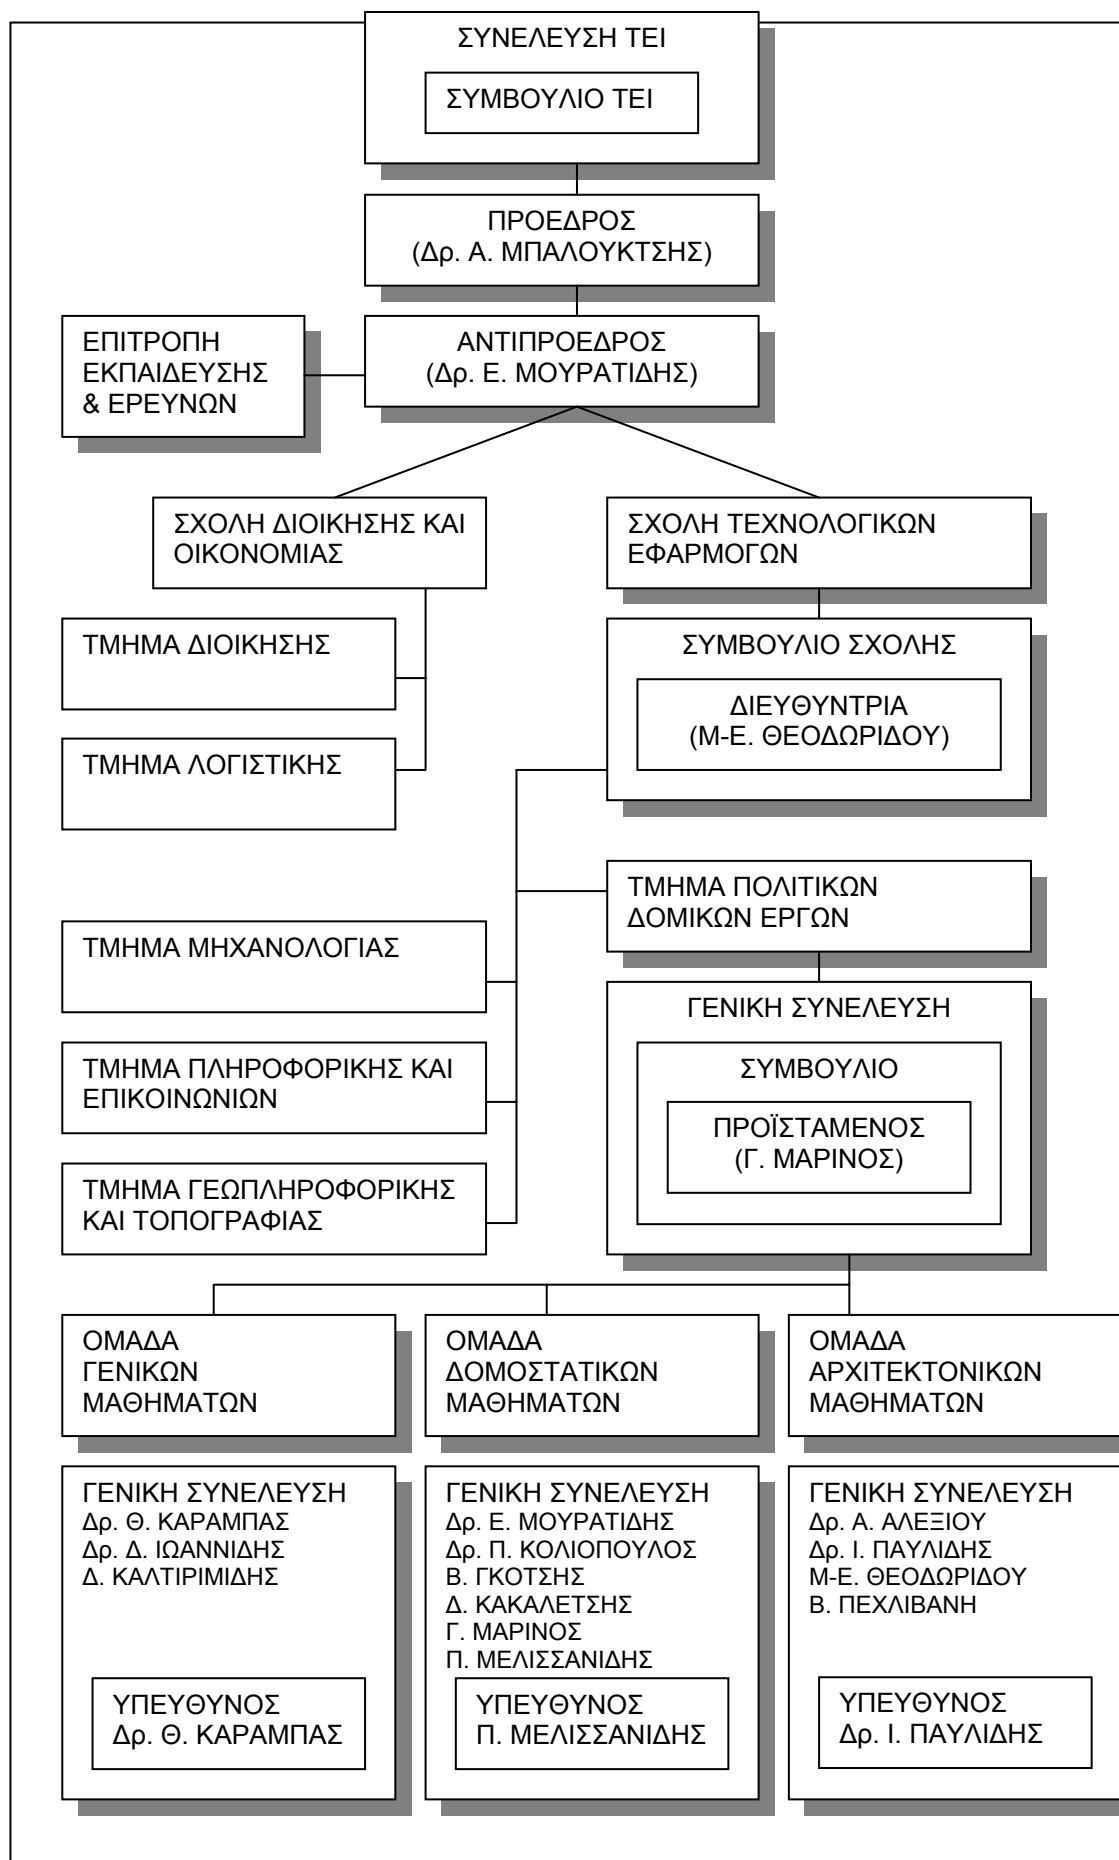 ΣΥΝΕΛΕΥΣΗ ΤΕΙ
ΣΥΜΒΟΥΛΙΟ ΤΕΙ
ΠΡΟΕΔΡΟΣ
(Δρ. Α. ΜΠΑΛΟΥΚΤΣΗΣ)
ΕΠΙΤΡΟΠΗ
ΕΚΠΑΙΔΕΥΣΗΣ
& ΕΡΕΥΝΩΝ
ΑΝΤΙΠΡΟΕΔΡΟΣ
(Δρ. Ε. ΜΟΥΡΑΤΙΔΗΣ)
ΣΧΟΛΗ ΔΙΟΙΚΗΣΗΣ ΚΑΙ
ΟΙΚΟΝΟΜΙΑΣ
ΣΧΟΛΗ ΤΕΧΝΟΛΟΓΙΚΩΝ
ΕΦΑΡΜΟΓΩΝ
ΤΜΗΜΑ ΔΙΟΙΚΗΣΗΣ
ΤΜΗΜΑ ΛΟΓΙΣΤΙΚΗΣ
ΣΥΜΒΟΥΛΙΟ ΣΧΟΛΗΣ
ΔΙΕΥΘΥΝΤΡΙΑ
(Μ-Ε. ΘΕΟΔΩΡΙΔΟΥ)
ΤΜΗΜΑ ΠΟΛΙΤΙΚΩΝ
ΔΟΜΙΚΩΝ ΕΡΓΩΝ
ΤΜΗΜΑ ΜΗΧΑΝΟΛΟΓΙΑΣ
ΤΜΗΜΑ ΠΛΗΡΟΦΟΡΙΚΗΣ ΚΑΙ
ΕΠΙΚΟΙΝΩΝΙΩΝ
ΤΜΗΜΑ ΓΕΩΠΛΗΡΟΦΟΡΙΚΗΣ
ΚΑΙ ΤΟΠΟΓΡΑΦΙΑΣ
ΓΕΝΙΚΗ ΣΥΝΕΛΕΥΣΗ
ΣΥΜΒΟΥΛΙΟ
ΠΡΟΪΣΤΑΜΕΝΟΣ
(Γ. ΜΑΡΙΝΟΣ)
ΟΜΑΔΑ
ΓΕΝΙΚΩΝ
ΜΑΘΗΜΑΤΩΝ
ΟΜΑΔΑ
ΔΟΜΟΣΤΑΤΙΚΩΝ
ΜΑΘΗΜΑΤΩΝ
ΟΜΑΔΑ
ΑΡΧΙΤΕΚΤΟΝΙΚΩΝ
ΜΑΘΗΜΑΤΩΝ
ΓΕΝΙΚΗ ΣΥΝΕΛΕΥΣΗ
Δρ. Θ. ΚΑΡΑΜΠΑΣ
Δρ. Δ. ΙΩΑΝΝΙΔΗΣ
Δ. ΚΑΛΤΙΡΙΜΙΔΗΣ
ΥΠΕΥΘΥΝΟΣ
Δρ. Θ. ΚΑΡΑΜΠΑΣ
ΓΕΝΙΚΗ ΣΥΝΕΛΕΥΣΗ
Δρ. Ε. ΜΟΥΡΑΤΙΔΗΣ
Δρ. Π. ΚΟΛΙΟΠΟΥΛΟΣ
Β. ΓΚΟΤΣΗΣ
Δ. ΚΑΚΑΛΕΤΣΗΣ
Γ. ΜΑΡΙΝΟΣ
Π. ΜΕΛΙΣΣΑΝΙΔΗΣ
ΥΠΕΥΘΥΝΟΣ
Π. ΜΕΛΙΣΣΑΝΙΔΗΣ
ΓΕΝΙΚΗ ΣΥΝΕΛΕΥΣΗ
Δρ. Α. ΑΛΕΞΙΟΥ
Δρ. Ι. ΠΑΥΛΙΔΗΣ
Μ-Ε. ΘΕΟΔΩΡΙΔΟΥ
Β. ΠΕΧΛΙΒΑΝΗ
ΥΠΕΥΘΥΝΟΣ
Δρ. Ι. ΠΑΥΛΙΔΗΣ